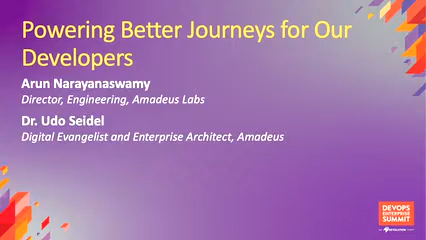 Powering Better Journeys for Our
Developers
Arun Narayanaswamy
Director, Engineering, Amadeus Labs
Dr. Udo Seidel
Digital Evangelist and Enterprise Architect, Amadeus
DEVOPS
ENTERPRISE
SUMMIT